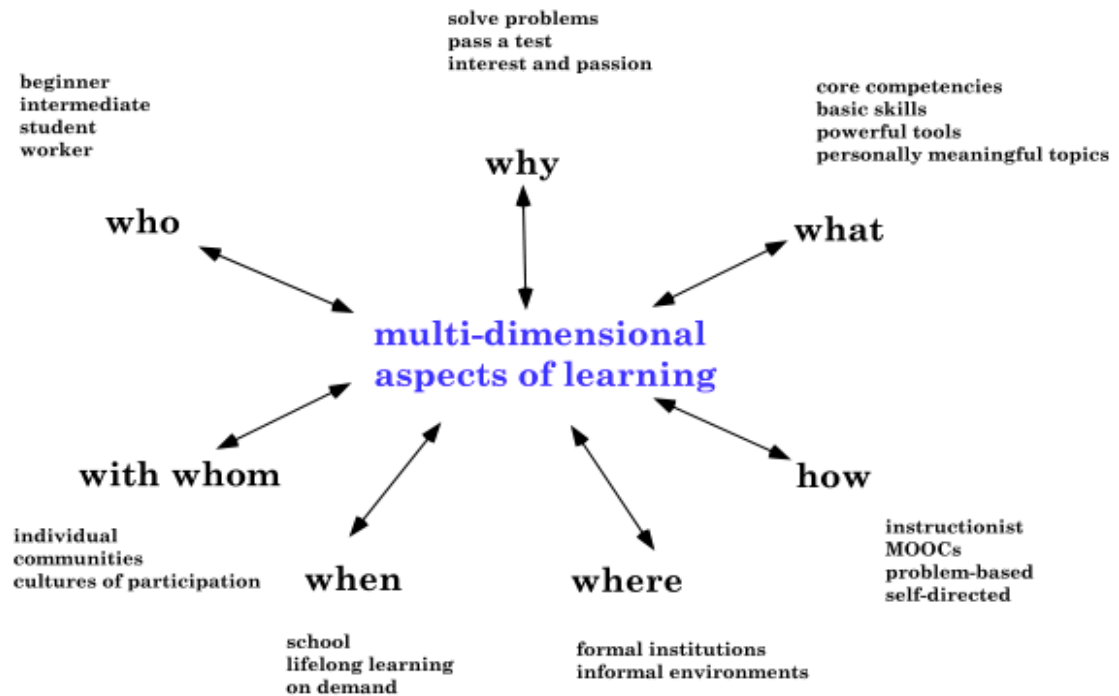 solve problems
pass a test
interest and passion
beginner
intermediate
student
worker
core competencies
basic skills
powerful tools
personally meaningful topics
why
who
what
multi-dimensional
aspects of learning
with whom
how
individual
communities
cultures of participation
instructionist
MOOCs
problem-based
self-directed
when
where
school
lifelong learning
on demand
formal institutions
informal environments